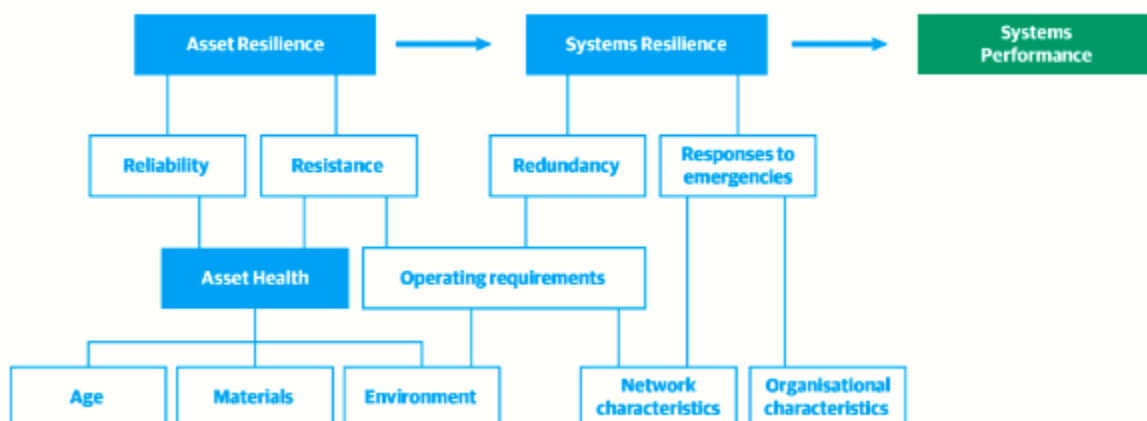 Asset Resilience
Systems Resilience
Systems
Performance
Reliability
Resistance
Redundancy
Responses to
emergencies
Asset Health
Operating requirements
Age
Materials
Environment
Network
characteristics
Organisational
characteristics